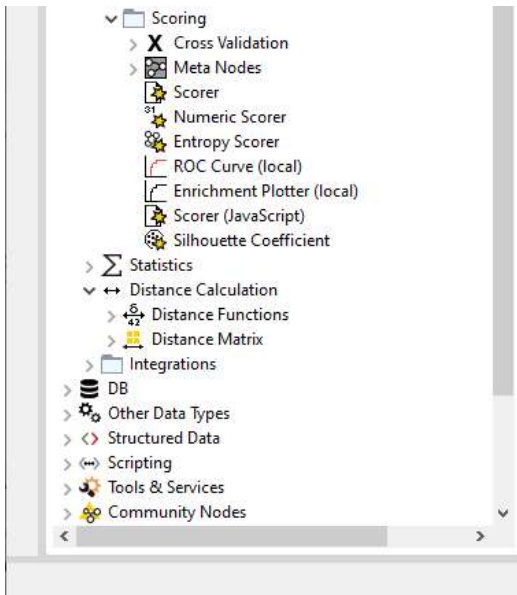 Scoring
X Cross Validation
Meta Nodes
Scorer
31 Numeric Scorer
Entropy Scorer
ROC Curve (local)
Enrichment Plotter (local)
Scorer (JavaScript)
Silhouette Coefficient
Σ Statistics
Distance Calculation
δ 42 Distance Functions
Distance Matrix
Integrations
DB
Other Data Types
Structured Data
Scripting
Tools & Services
Community Nodes